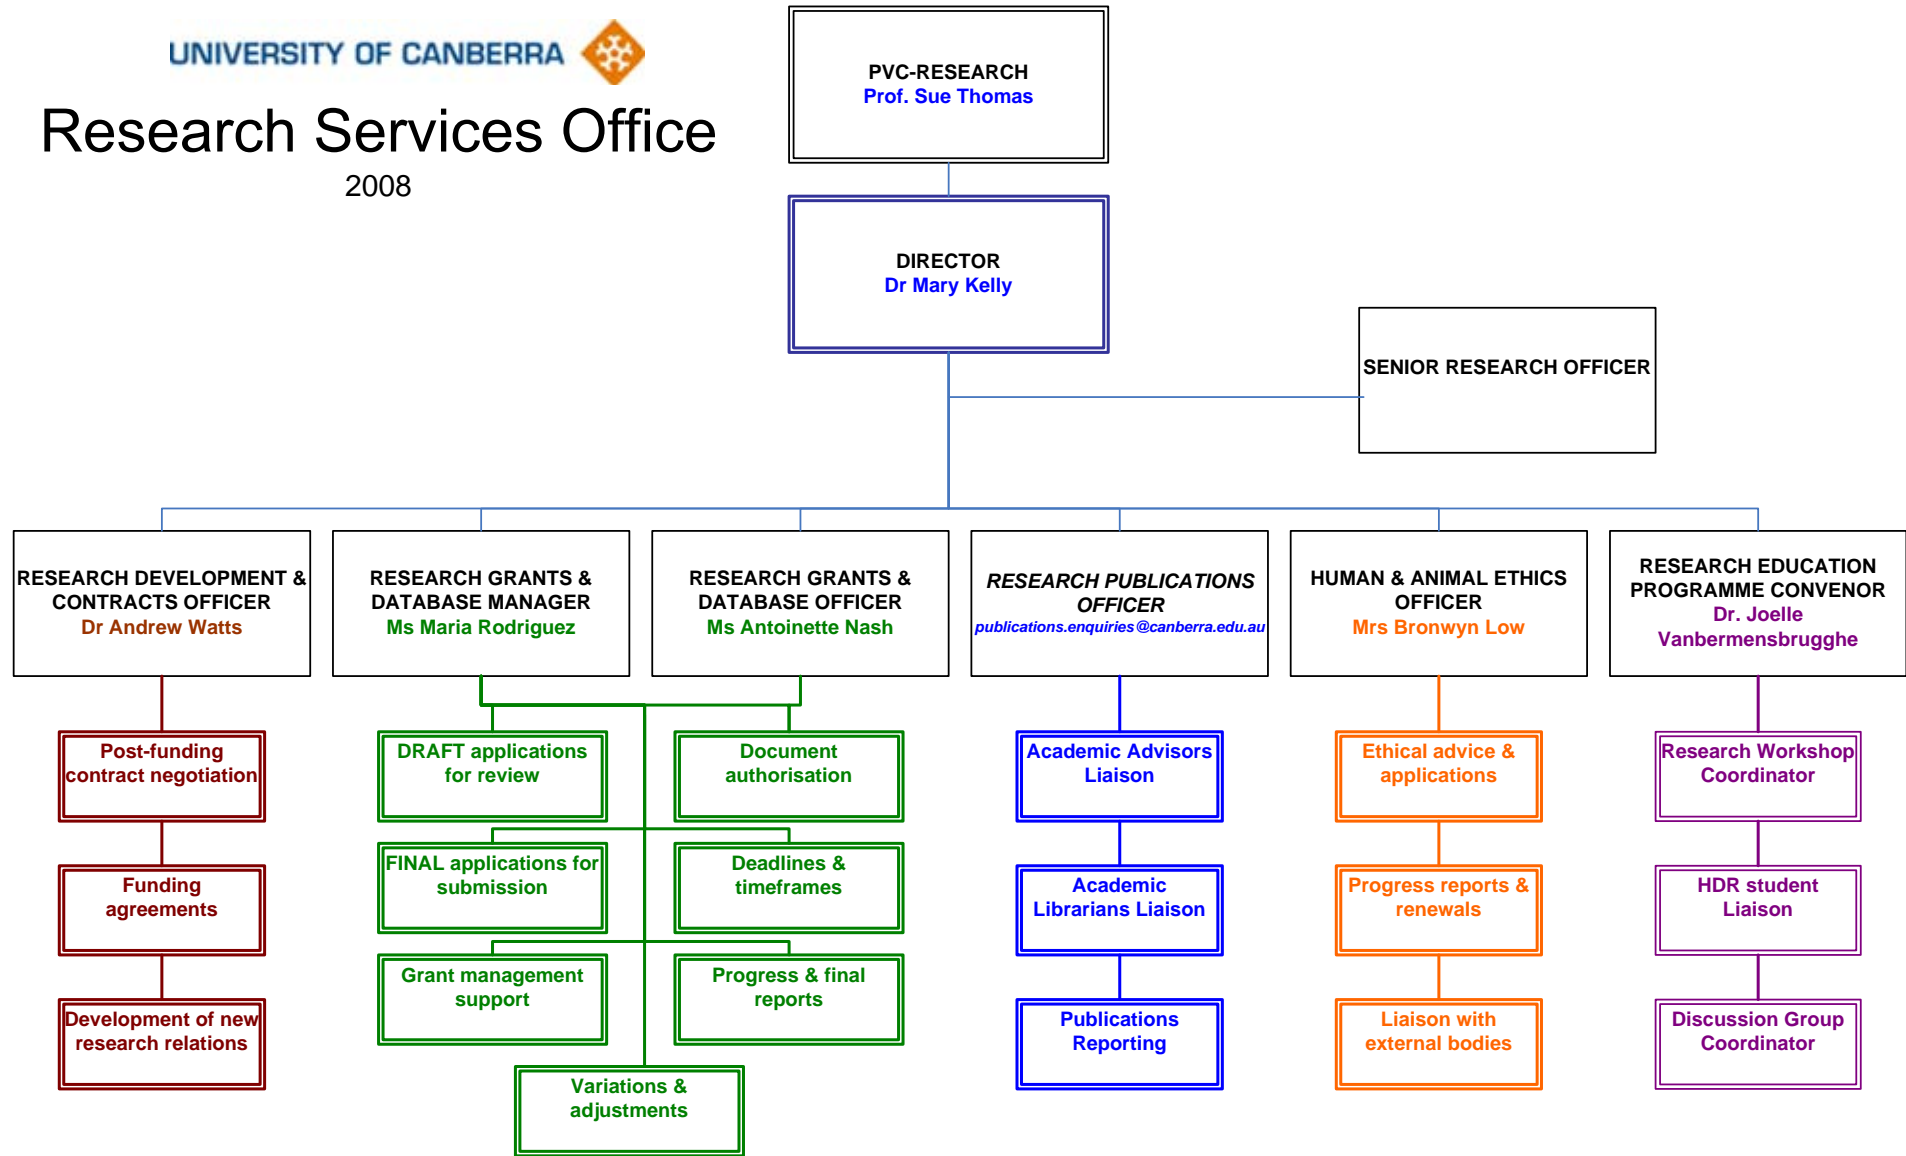 UNIVERSITY OF CANBERRA
Research Services Office
2008
PVC-RESEARCH
Prof. Sue Thomas
DIRECTOR
Dr Mary Kelly
SENIOR RESEARCH OFFICER
RESEARCH DEVELOPMENT &
CONTRACTS OFFICER
Dr Andrew Watts
RESEARCH GRANTS &
DATABASE MANAGER
Ms Maria Rodriguez
RESEARCH GRANTS &
DATABASE OFFICER
Ms Antoinette Nash
RESEARCH PUBLICATIONS
OFFICER
publications.enquiries@canberra.edu.au
HUMAN & ANIMAL ETHICS
OFFICER
Mrs Bronwyn Low
RESEARCH EDUCATION
PROGRAMME CONVENOR
Dr. Joelle
Vanbermensbrugghe
Post-funding
contract negotiation
DRAFT applications
for review
Document
authorisation
Academic Advisors
Liaison
Ethical advice &
applications
Research Workshop
Coordinator
Funding
agreements
FINAL applications for
submission
Deadlines &
timeframes
Academic
Librarians Liaison
Progress reports &
renewals
HDR student
Liaison
Development of new
research relations
Grant management
support
Progress & final
reports
Publications
Reporting
Liaison with
external bodies
Discussion Group
Coordinator
Variations &
adjustments